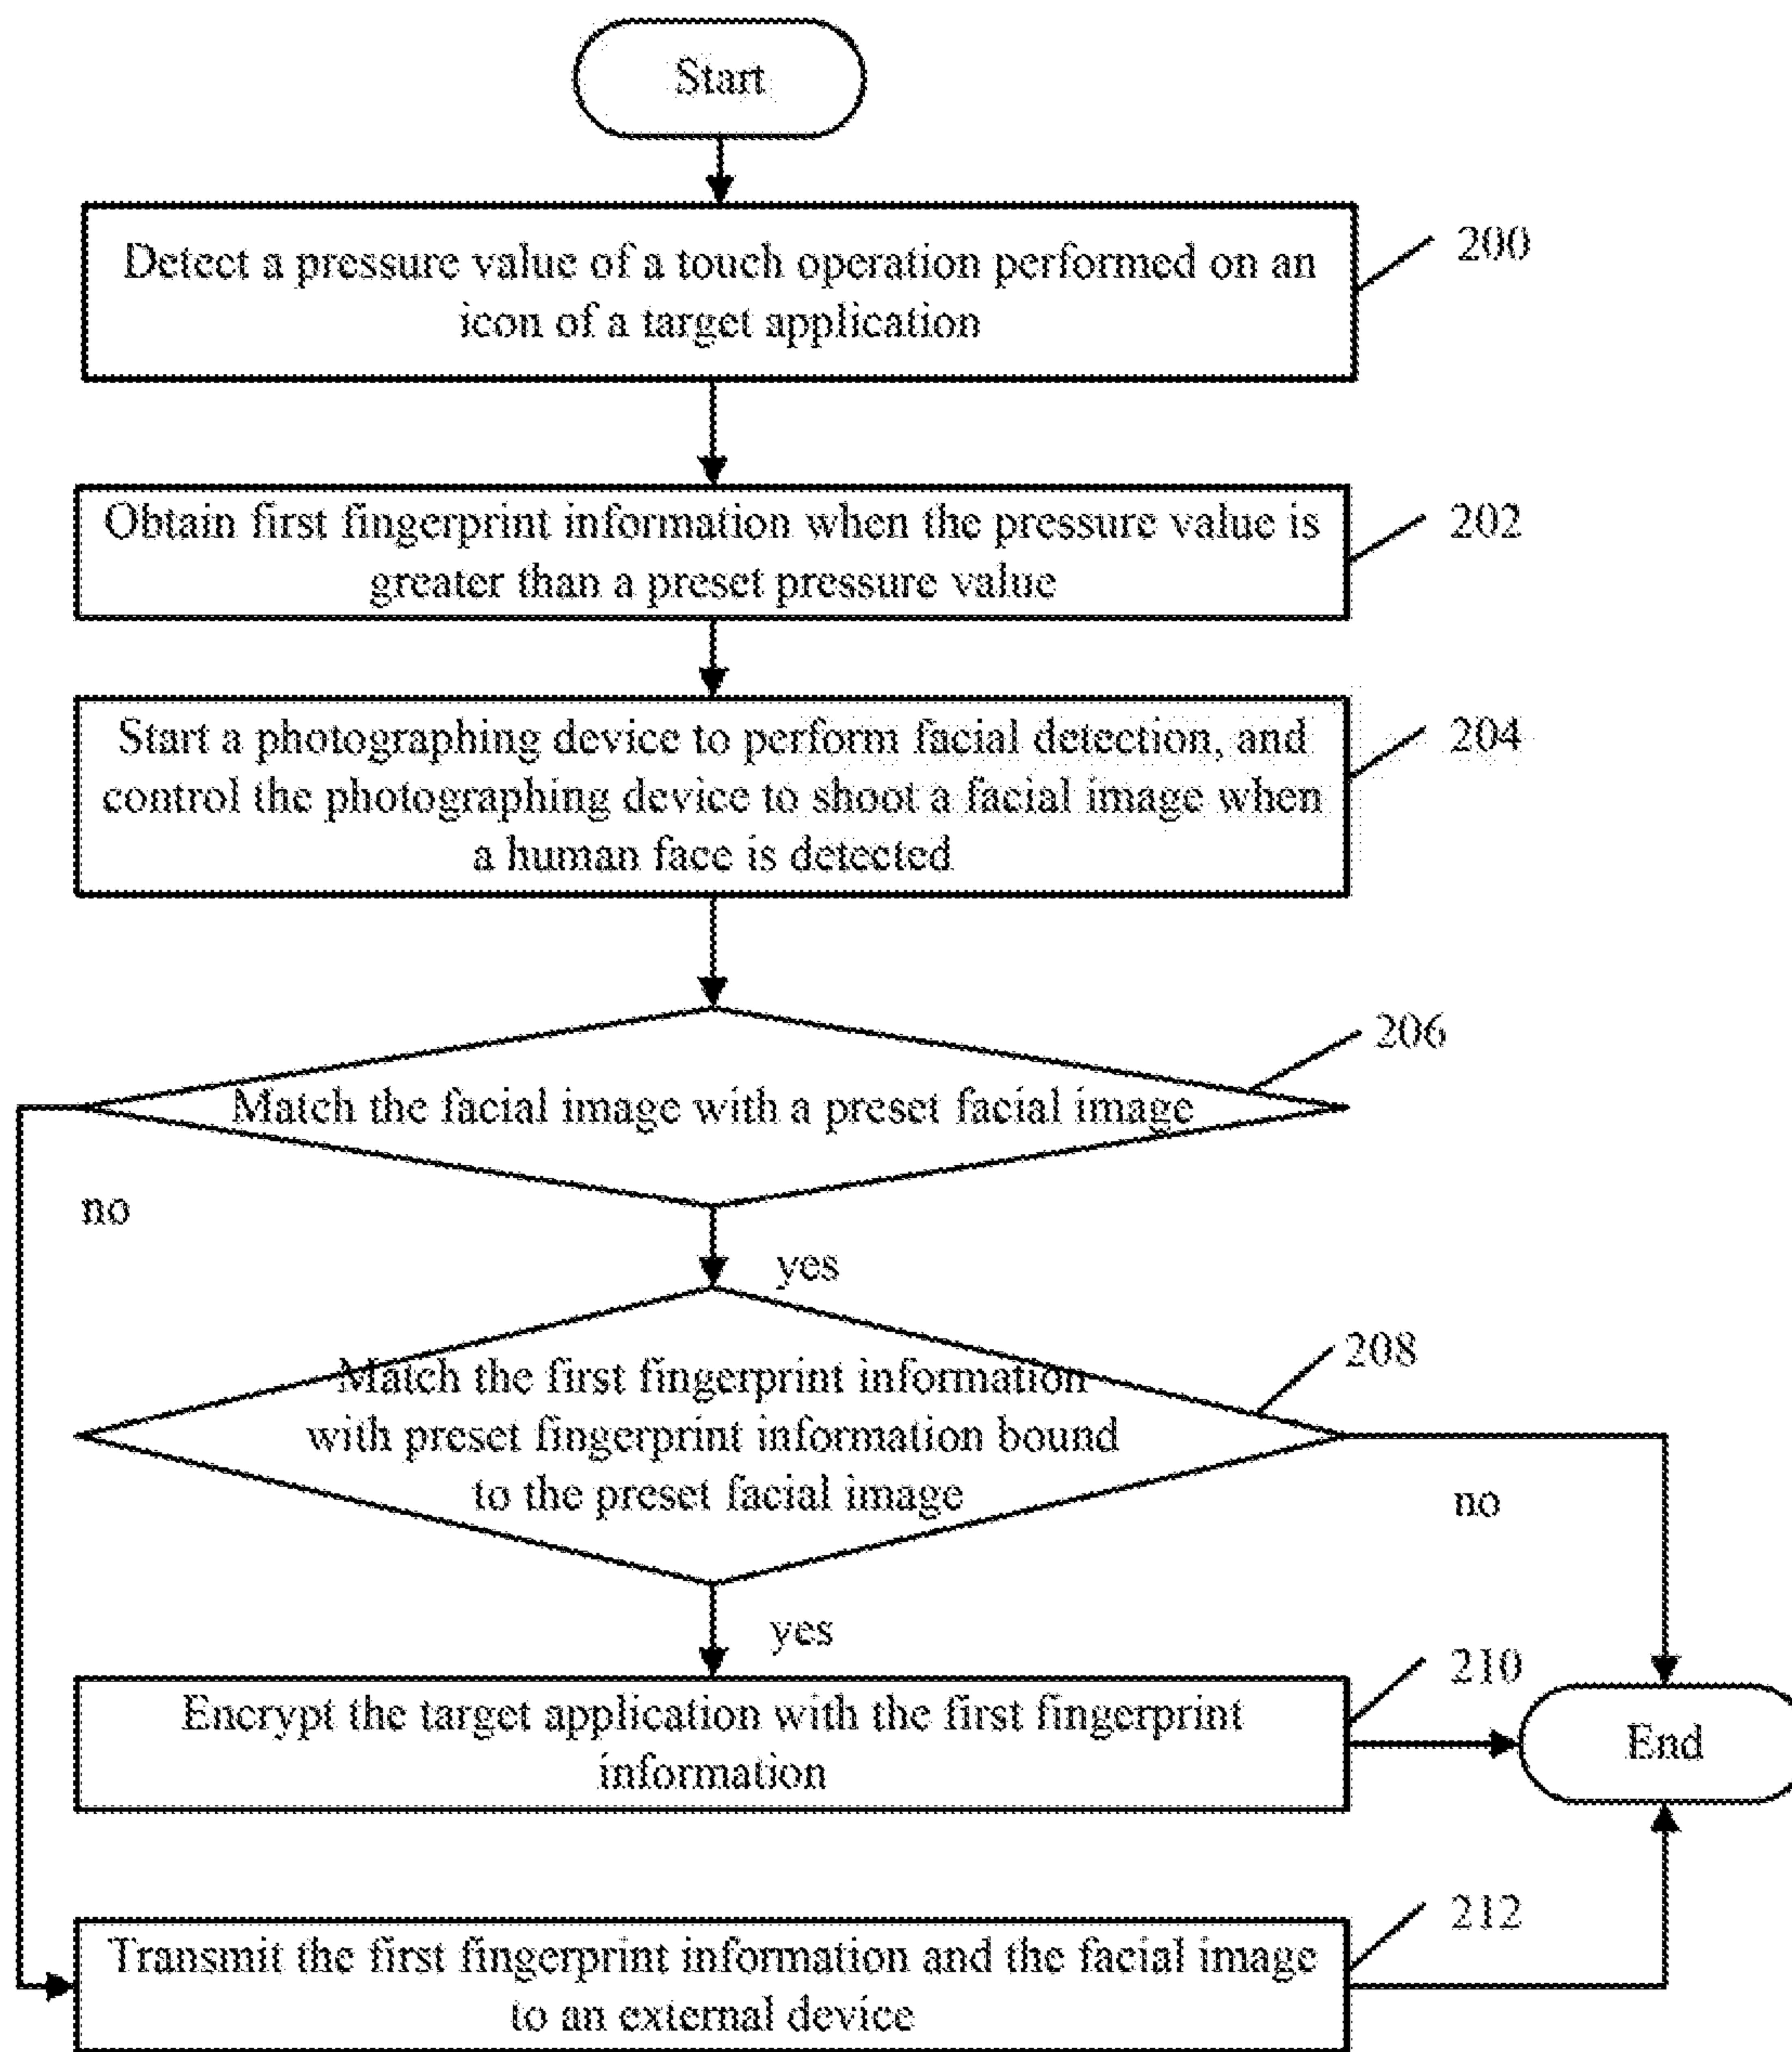 Start
Detect a pressure value of a touch operation performed on an
icon of a target application
200
Obtain first fingerprint information when the pressure value is
greater than a preset pressure value
202
Start a photographing device to perform facial detection, and
control the photographing device to shoot a facial image when
a human face is detected
204
Match the facial image with a preset facial image
206
no
yes
Match the first fingerprint information
with preset fingerprint information bound
to the preset facial image
208
no
yes
Encrypt the target application with the first fingerprint
information
210
End
Transmit the first fingerprint information and the facial image
to an external device
212